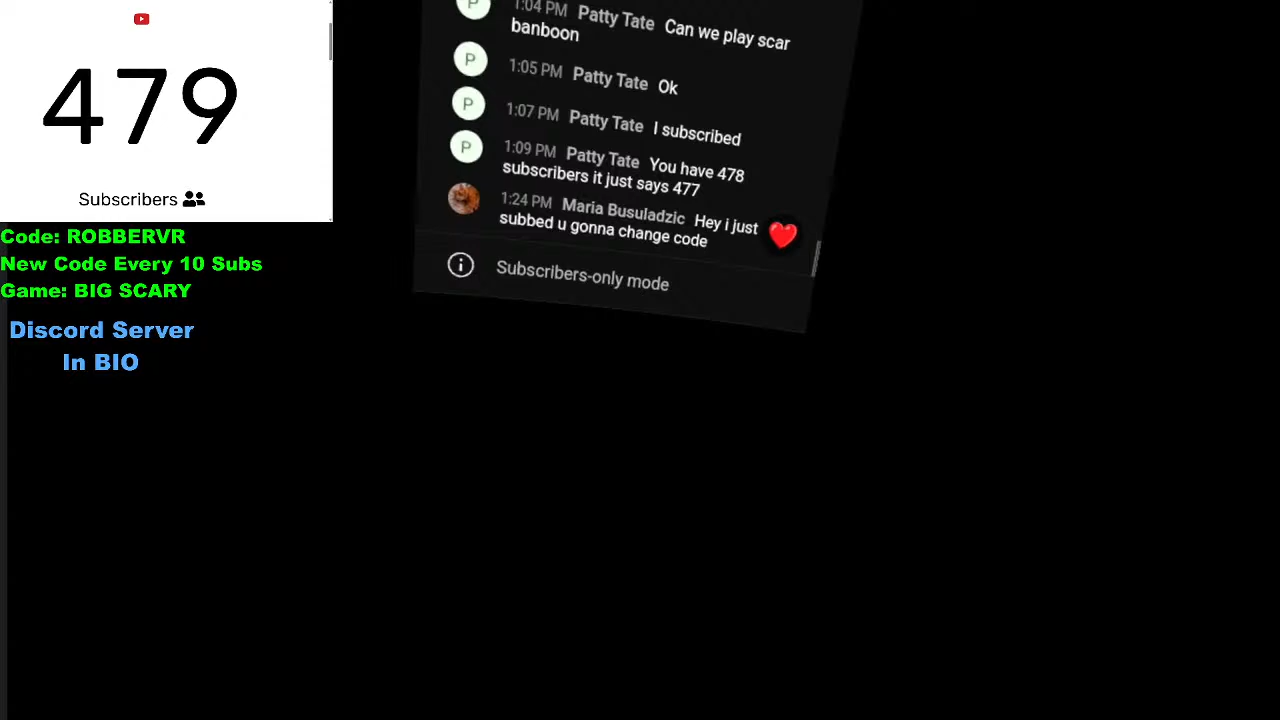 479
Subscribers
Code: ROBBERVR
New Code Every 10 Subs
Game: BIG SCARY
Discord Server
In BIO
P 1:04 PM Patty Tate Can we play scar
banboon
P 1:05 PM Patty Tate Ok
P 1:07 PM Patty Tate I subscribed
P 1:09 PM Patty Tate You have 478
subscribers it just says 477
1:24 PM Maria Busuladzic Hey i just
subbed u gonna change code
Subscribers-only mode